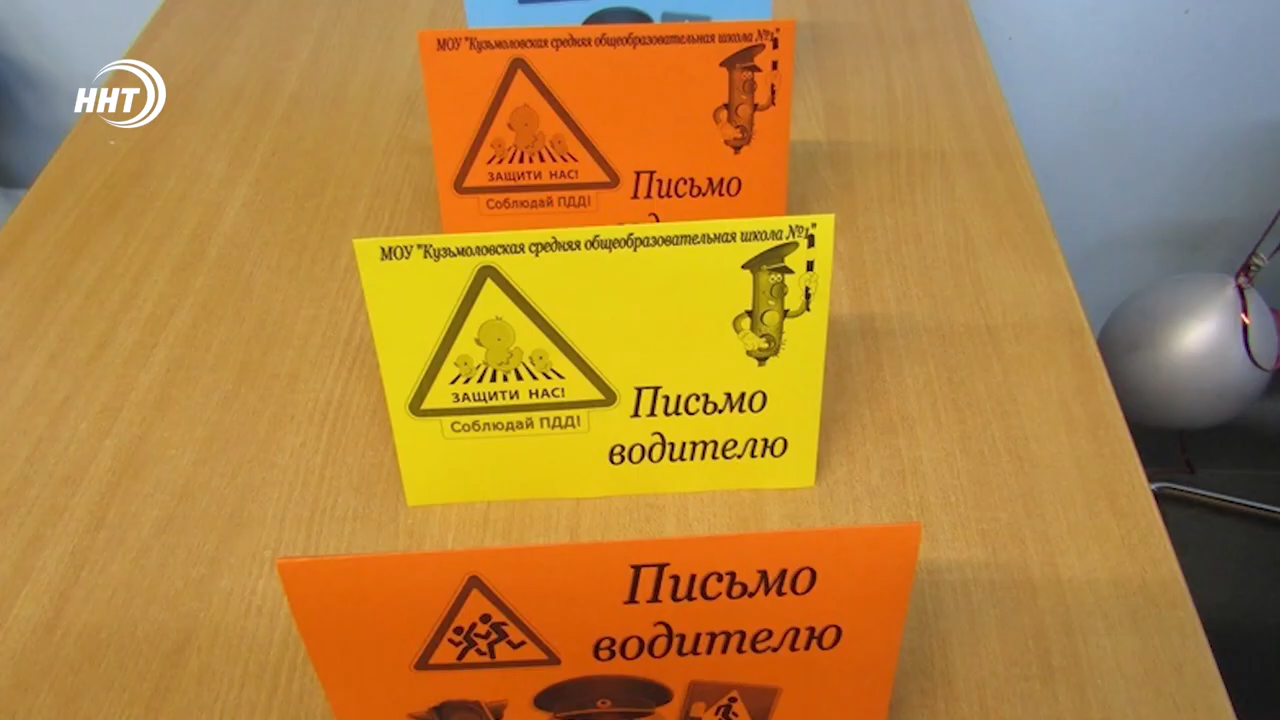 ННТ
МОУ "Кузьмоловская средняя общеобразовательная школа №1"
ЗАЩИТИ НАС!
Соблюдай ПДД!
Письмо
МОУ "Кузьмоловская средняя общеобразовательная школа №1"
ЗАЩИТИ НАС!
Соблюдай ПДД!
Письмо
водителю
Письмо
водителю